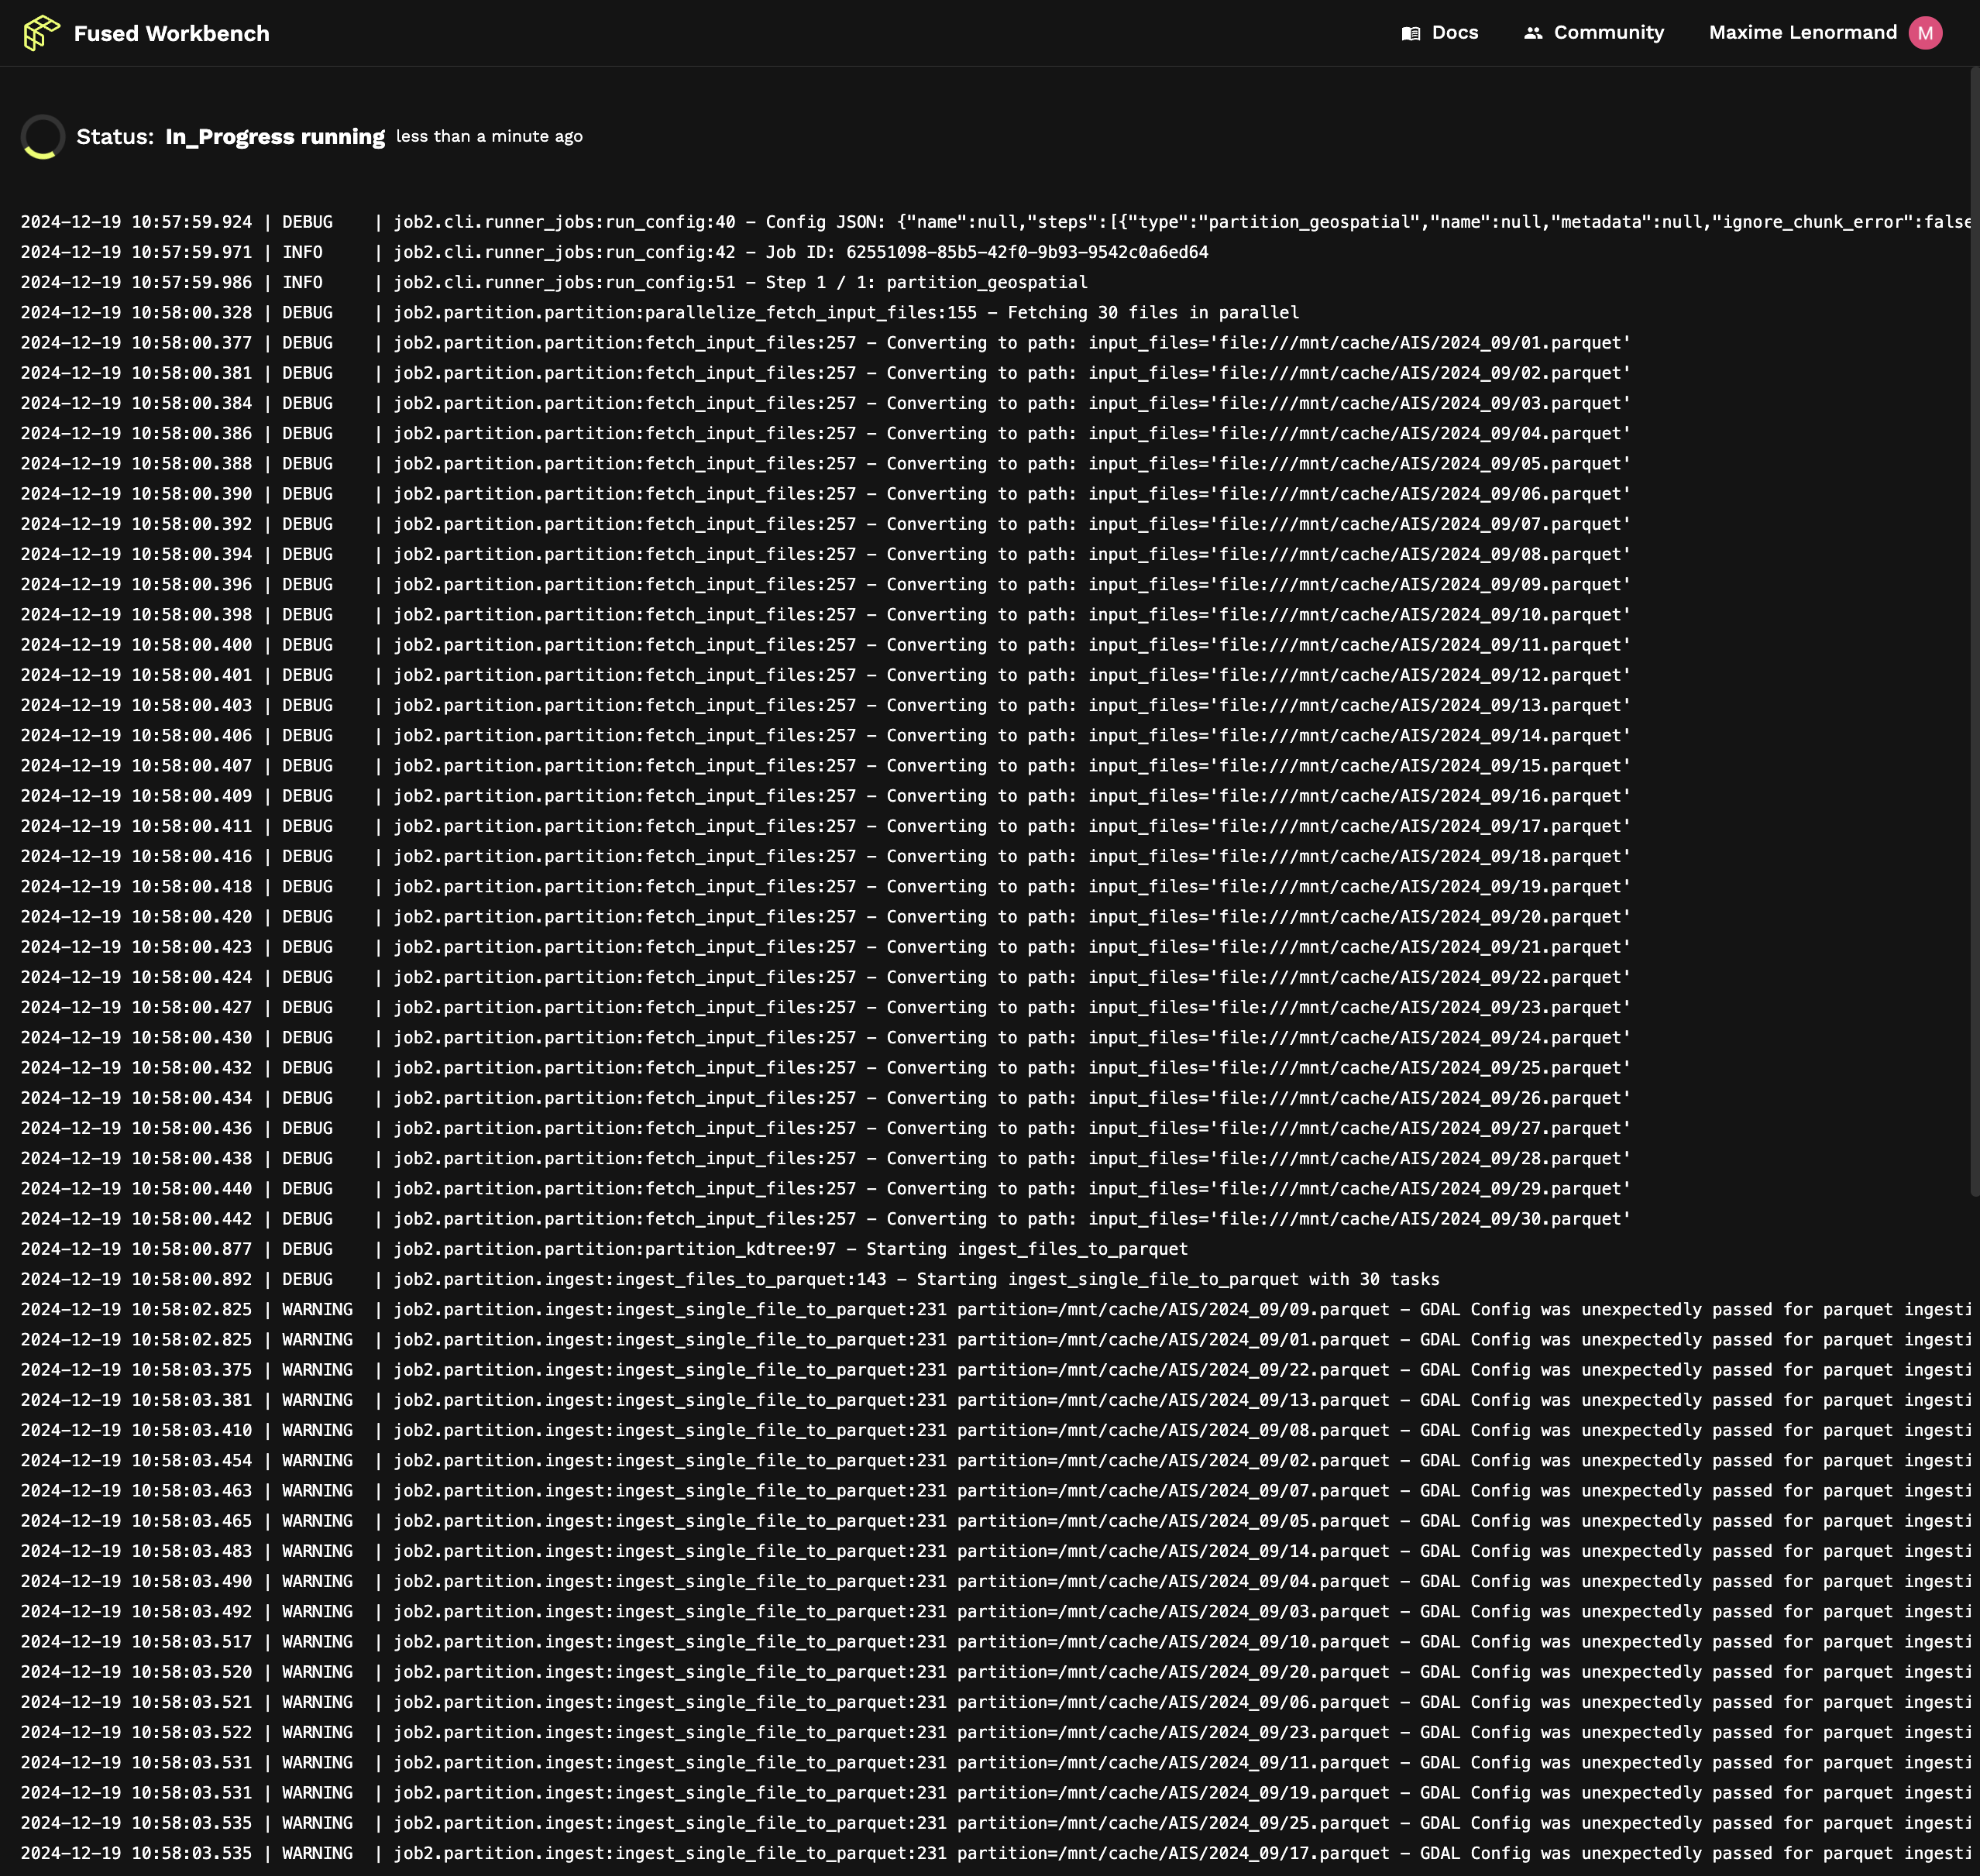 Fused Workbench
Docs
Community
Maxime Lenormand
M
Status: In_Progress running less than a minute ago
2024-12-19 10:57:59.924 | DEBUG    | job2.cli.runner_jobs:run_config:40 - Config JSON: {"name":null,"steps":[{"type":"partition_geospatial","name":null,"metadata":null,"ignore_chunk_error":false
2024-12-19 10:57:59.971 | INFO     | job2.cli.runner_jobs:run_config:42 - Job ID: 62551098-85b5-42f0-9b93-9542c0a6ed64
2024-12-19 10:57:59.986 | INFO     | job2.cli.runner_jobs:run_config:51 - Step 1 / 1: partition_geospatial
2024-12-19 10:58:00.328 | DEBUG    | job2.partition.partition:parallelize_fetch_input_files:155 - Fetching 30 files in parallel
2024-12-19 10:58:00.377 | DEBUG    | job2.partition.partition:fetch_input_files:257 - Converting to path: input_files='file:///mnt/cache/AIS/2024_09/01.parquet'
2024-12-19 10:58:00.381 | DEBUG    | job2.partition.partition:fetch_input_files:257 - Converting to path: input_files='file:///mnt/cache/AIS/2024_09/02.parquet'
2024-12-19 10:58:00.384 | DEBUG    | job2.partition.partition:fetch_input_files:257 - Converting to path: input_files='file:///mnt/cache/AIS/2024_09/03.parquet'
2024-12-19 10:58:00.386 | DEBUG    | job2.partition.partition:fetch_input_files:257 - Converting to path: input_files='file:///mnt/cache/AIS/2024_09/04.parquet'
2024-12-19 10:58:00.388 | DEBUG    | job2.partition.partition:fetch_input_files:257 - Converting to path: input_files='file:///mnt/cache/AIS/2024_09/05.parquet'
2024-12-19 10:58:00.390 | DEBUG    | job2.partition.partition:fetch_input_files:257 - Converting to path: input_files='file:///mnt/cache/AIS/2024_09/06.parquet'
2024-12-19 10:58:00.392 | DEBUG    | job2.partition.partition:fetch_input_files:257 - Converting to path: input_files='file:///mnt/cache/AIS/2024_09/07.parquet'
2024-12-19 10:58:00.394 | DEBUG    | job2.partition.partition:fetch_input_files:257 - Converting to path: input_files='file:///mnt/cache/AIS/2024_09/08.parquet'
2024-12-19 10:58:00.396 | DEBUG    | job2.partition.partition:fetch_input_files:257 - Converting to path: input_files='file:///mnt/cache/AIS/2024_09/09.parquet'
2024-12-19 10:58:00.398 | DEBUG    | job2.partition.partition:fetch_input_files:257 - Converting to path: input_files='file:///mnt/cache/AIS/2024_09/10.parquet'
2024-12-19 10:58:00.400 | DEBUG    | job2.partition.partition:fetch_input_files:257 - Converting to path: input_files='file:///mnt/cache/AIS/2024_09/11.parquet'
2024-12-19 10:58:00.401 | DEBUG    | job2.partition.partition:fetch_input_files:257 - Converting to path: input_files='file:///mnt/cache/AIS/2024_09/12.parquet'
2024-12-19 10:58:00.403 | DEBUG    | job2.partition.partition:fetch_input_files:257 - Converting to path: input_files='file:///mnt/cache/AIS/2024_09/13.parquet'
2024-12-19 10:58:00.406 | DEBUG    | job2.partition.partition:fetch_input_files:257 - Converting to path: input_files='file:///mnt/cache/AIS/2024_09/14.parquet'
2024-12-19 10:58:00.407 | DEBUG    | job2.partition.partition:fetch_input_files:257 - Converting to path: input_files='file:///mnt/cache/AIS/2024_09/15.parquet'
2024-12-19 10:58:00.409 | DEBUG    | job2.partition.partition:fetch_input_files:257 - Converting to path: input_files='file:///mnt/cache/AIS/2024_09/16.parquet'
2024-12-19 10:58:00.411 | DEBUG    | job2.partition.partition:fetch_input_files:257 - Converting to path: input_files='file:///mnt/cache/AIS/2024_09/17.parquet'
2024-12-19 10:58:00.416 | DEBUG    | job2.partition.partition:fetch_input_files:257 - Converting to path: input_files='file:///mnt/cache/AIS/2024_09/18.parquet'
2024-12-19 10:58:00.418 | DEBUG    | job2.partition.partition:fetch_input_files:257 - Converting to path: input_files='file:///mnt/cache/AIS/2024_09/19.parquet'
2024-12-19 10:58:00.420 | DEBUG    | job2.partition.partition:fetch_input_files:257 - Converting to path: input_files='file:///mnt/cache/AIS/2024_09/20.parquet'
2024-12-19 10:58:00.423 | DEBUG    | job2.partition.partition:fetch_input_files:257 - Converting to path: input_files='file:///mnt/cache/AIS/2024_09/21.parquet'
2024-12-19 10:58:00.424 | DEBUG    | job2.partition.partition:fetch_input_files:257 - Converting to path: input_files='file:///mnt/cache/AIS/2024_09/22.parquet'
2024-12-19 10:58:00.427 | DEBUG    | job2.partition.partition:fetch_input_files:257 - Converting to path: input_files='file:///mnt/cache/AIS/2024_09/23.parquet'
2024-12-19 10:58:00.430 | DEBUG    | job2.partition.partition:fetch_input_files:257 - Converting to path: input_files='file:///mnt/cache/AIS/2024_09/24.parquet'
2024-12-19 10:58:00.432 | DEBUG    | job2.partition.partition:fetch_input_files:257 - Converting to path: input_files='file:///mnt/cache/AIS/2024_09/25.parquet'
2024-12-19 10:58:00.434 | DEBUG    | job2.partition.partition:fetch_input_files:257 - Converting to path: input_files='file:///mnt/cache/AIS/2024_09/26.parquet'
2024-12-19 10:58:00.436 | DEBUG    | job2.partition.partition:fetch_input_files:257 - Converting to path: input_files='file:///mnt/cache/AIS/2024_09/27.parquet'
2024-12-19 10:58:00.438 | DEBUG    | job2.partition.partition:fetch_input_files:257 - Converting to path: input_files='file:///mnt/cache/AIS/2024_09/28.parquet'
2024-12-19 10:58:00.440 | DEBUG    | job2.partition.partition:fetch_input_files:257 - Converting to path: input_files='file:///mnt/cache/AIS/2024_09/29.parquet'
2024-12-19 10:58:00.442 | DEBUG    | job2.partition.partition:fetch_input_files:257 - Converting to path: input_files='file:///mnt/cache/AIS/2024_09/30.parquet'
2024-12-19 10:58:00.877 | DEBUG    | job2.partition.partition:partition_kdtree:97 - Starting ingest_files_to_parquet
2024-12-19 10:58:00.892 | DEBUG    | job2.partition.ingest:ingest_files_to_parquet:143 - Starting ingest_single_file_to_parquet with 30 tasks
2024-12-19 10:58:02.825 | WARNING  | job2.partition.ingest:ingest_single_file_to_parquet:231 partition=/mnt/cache/AIS/2024_09/09.parquet - GDAL Config was unexpectedly passed for parquet ingesti
2024-12-19 10:58:02.825 | WARNING  | job2.partition.ingest:ingest_single_file_to_parquet:231 partition=/mnt/cache/AIS/2024_09/01.parquet - GDAL Config was unexpectedly passed for parquet ingesti
2024-12-19 10:58:03.375 | WARNING  | job2.partition.ingest:ingest_single_file_to_parquet:231 partition=/mnt/cache/AIS/2024_09/22.parquet - GDAL Config was unexpectedly passed for parquet ingesti
2024-12-19 10:58:03.381 | WARNING  | job2.partition.ingest:ingest_single_file_to_parquet:231 partition=/mnt/cache/AIS/2024_09/13.parquet - GDAL Config was unexpectedly passed for parquet ingesti
2024-12-19 10:58:03.410 | WARNING  | job2.partition.ingest:ingest_single_file_to_parquet:231 partition=/mnt/cache/AIS/2024_09/08.parquet - GDAL Config was unexpectedly passed for parquet ingesti
2024-12-19 10:58:03.454 | WARNING  | job2.partition.ingest:ingest_single_file_to_parquet:231 partition=/mnt/cache/AIS/2024_09/02.parquet - GDAL Config was unexpectedly passed for parquet ingesti
2024-12-19 10:58:03.463 | WARNING  | job2.partition.ingest:ingest_single_file_to_parquet:231 partition=/mnt/cache/AIS/2024_09/07.parquet - GDAL Config was unexpectedly passed for parquet ingesti
2024-12-19 10:58:03.465 | WARNING  | job2.partition.ingest:ingest_single_file_to_parquet:231 partition=/mnt/cache/AIS/2024_09/05.parquet - GDAL Config was unexpectedly passed for parquet ingesti
2024-12-19 10:58:03.483 | WARNING  | job2.partition.ingest:ingest_single_file_to_parquet:231 partition=/mnt/cache/AIS/2024_09/14.parquet - GDAL Config was unexpectedly passed for parquet ingesti
2024-12-19 10:58:03.490 | WARNING  | job2.partition.ingest:ingest_single_file_to_parquet:231 partition=/mnt/cache/AIS/2024_09/04.parquet - GDAL Config was unexpectedly passed for parquet ingesti
2024-12-19 10:58:03.492 | WARNING  | job2.partition.ingest:ingest_single_file_to_parquet:231 partition=/mnt/cache/AIS/2024_09/03.parquet - GDAL Config was unexpectedly passed for parquet ingesti
2024-12-19 10:58:03.517 | WARNING  | job2.partition.ingest:ingest_single_file_to_parquet:231 partition=/mnt/cache/AIS/2024_09/10.parquet - GDAL Config was unexpectedly passed for parquet ingesti
2024-12-19 10:58:03.520 | WARNING  | job2.partition.ingest:ingest_single_file_to_parquet:231 partition=/mnt/cache/AIS/2024_09/20.parquet - GDAL Config was unexpectedly passed for parquet ingesti
2024-12-19 10:58:03.521 | WARNING  | job2.partition.ingest:ingest_single_file_to_parquet:231 partition=/mnt/cache/AIS/2024_09/06.parquet - GDAL Config was unexpectedly passed for parquet ingesti
2024-12-19 10:58:03.522 | WARNING  | job2.partition.ingest:ingest_single_file_to_parquet:231 partition=/mnt/cache/AIS/2024_09/23.parquet - GDAL Config was unexpectedly passed for parquet ingesti
2024-12-19 10:58:03.531 | WARNING  | job2.partition.ingest:ingest_single_file_to_parquet:231 partition=/mnt/cache/AIS/2024_09/11.parquet - GDAL Config was unexpectedly passed for parquet ingesti
2024-12-19 10:58:03.531 | WARNING  | job2.partition.ingest:ingest_single_file_to_parquet:231 partition=/mnt/cache/AIS/2024_09/19.parquet - GDAL Config was unexpectedly passed for parquet ingesti
2024-12-19 10:58:03.535 | WARNING  | job2.partition.ingest:ingest_single_file_to_parquet:231 partition=/mnt/cache/AIS/2024_09/25.parquet - GDAL Config was unexpectedly passed for parquet ingesti
2024-12-19 10:58:03.535 | WARNING  | job2.partition.ingest:ingest_single_file_to_parquet:231 partition=/mnt/cache/AIS/2024_09/17.parquet - GDAL Config was unexpectedly passed for parquet ingesti